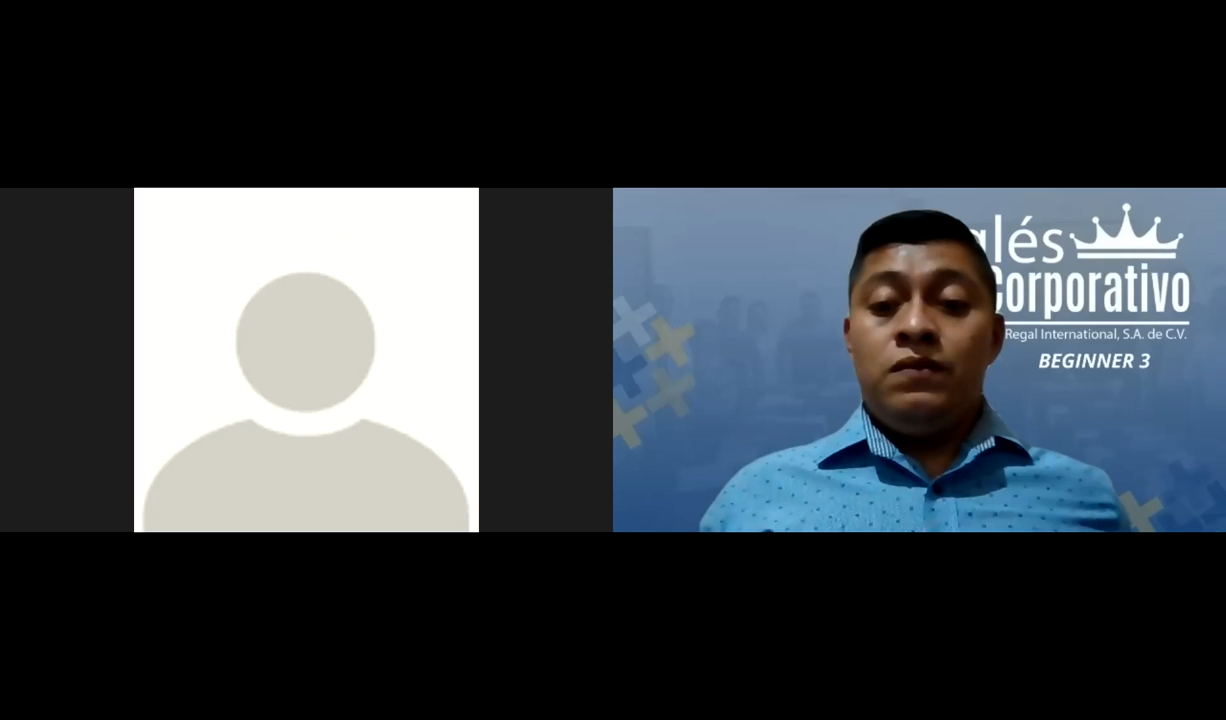 glés
Corporativo
Regal International, S.A. de C.V.
BEGINNER 3